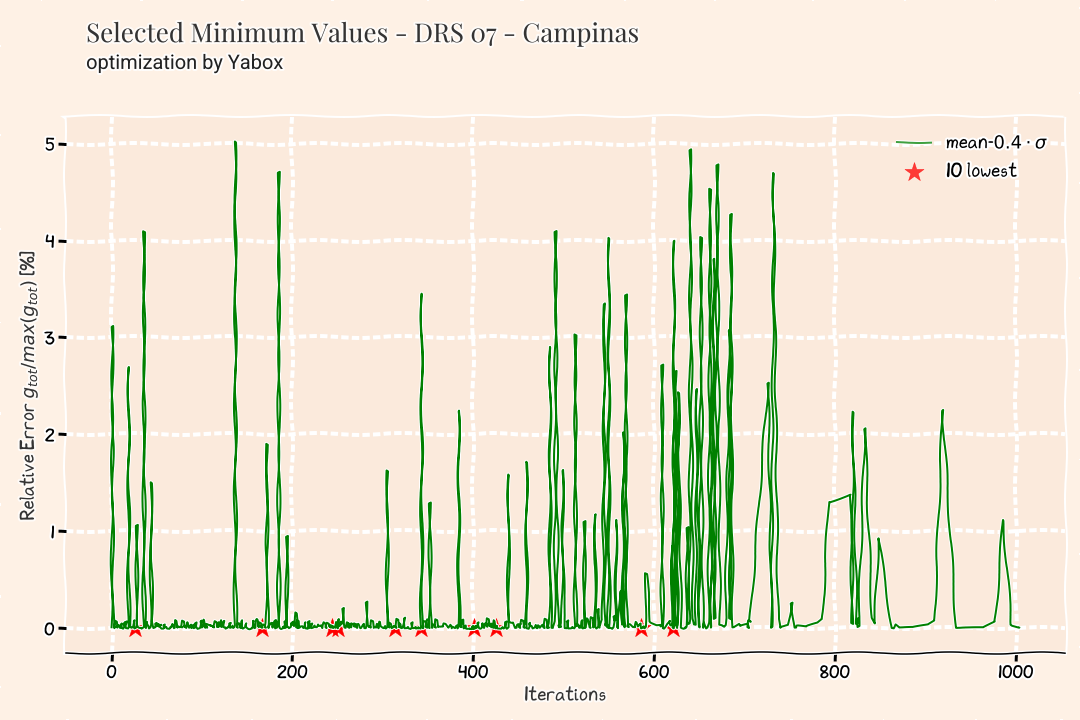 Selected Minimum Values - DRS 07 - Campinas
optimization by Yabox
mean-0.4 · σ
10 lowest
5
4
3
2
1
0
Relative Error g_tot/max(g_tot) [%]
0 200 400 600 800 1000
Iterations